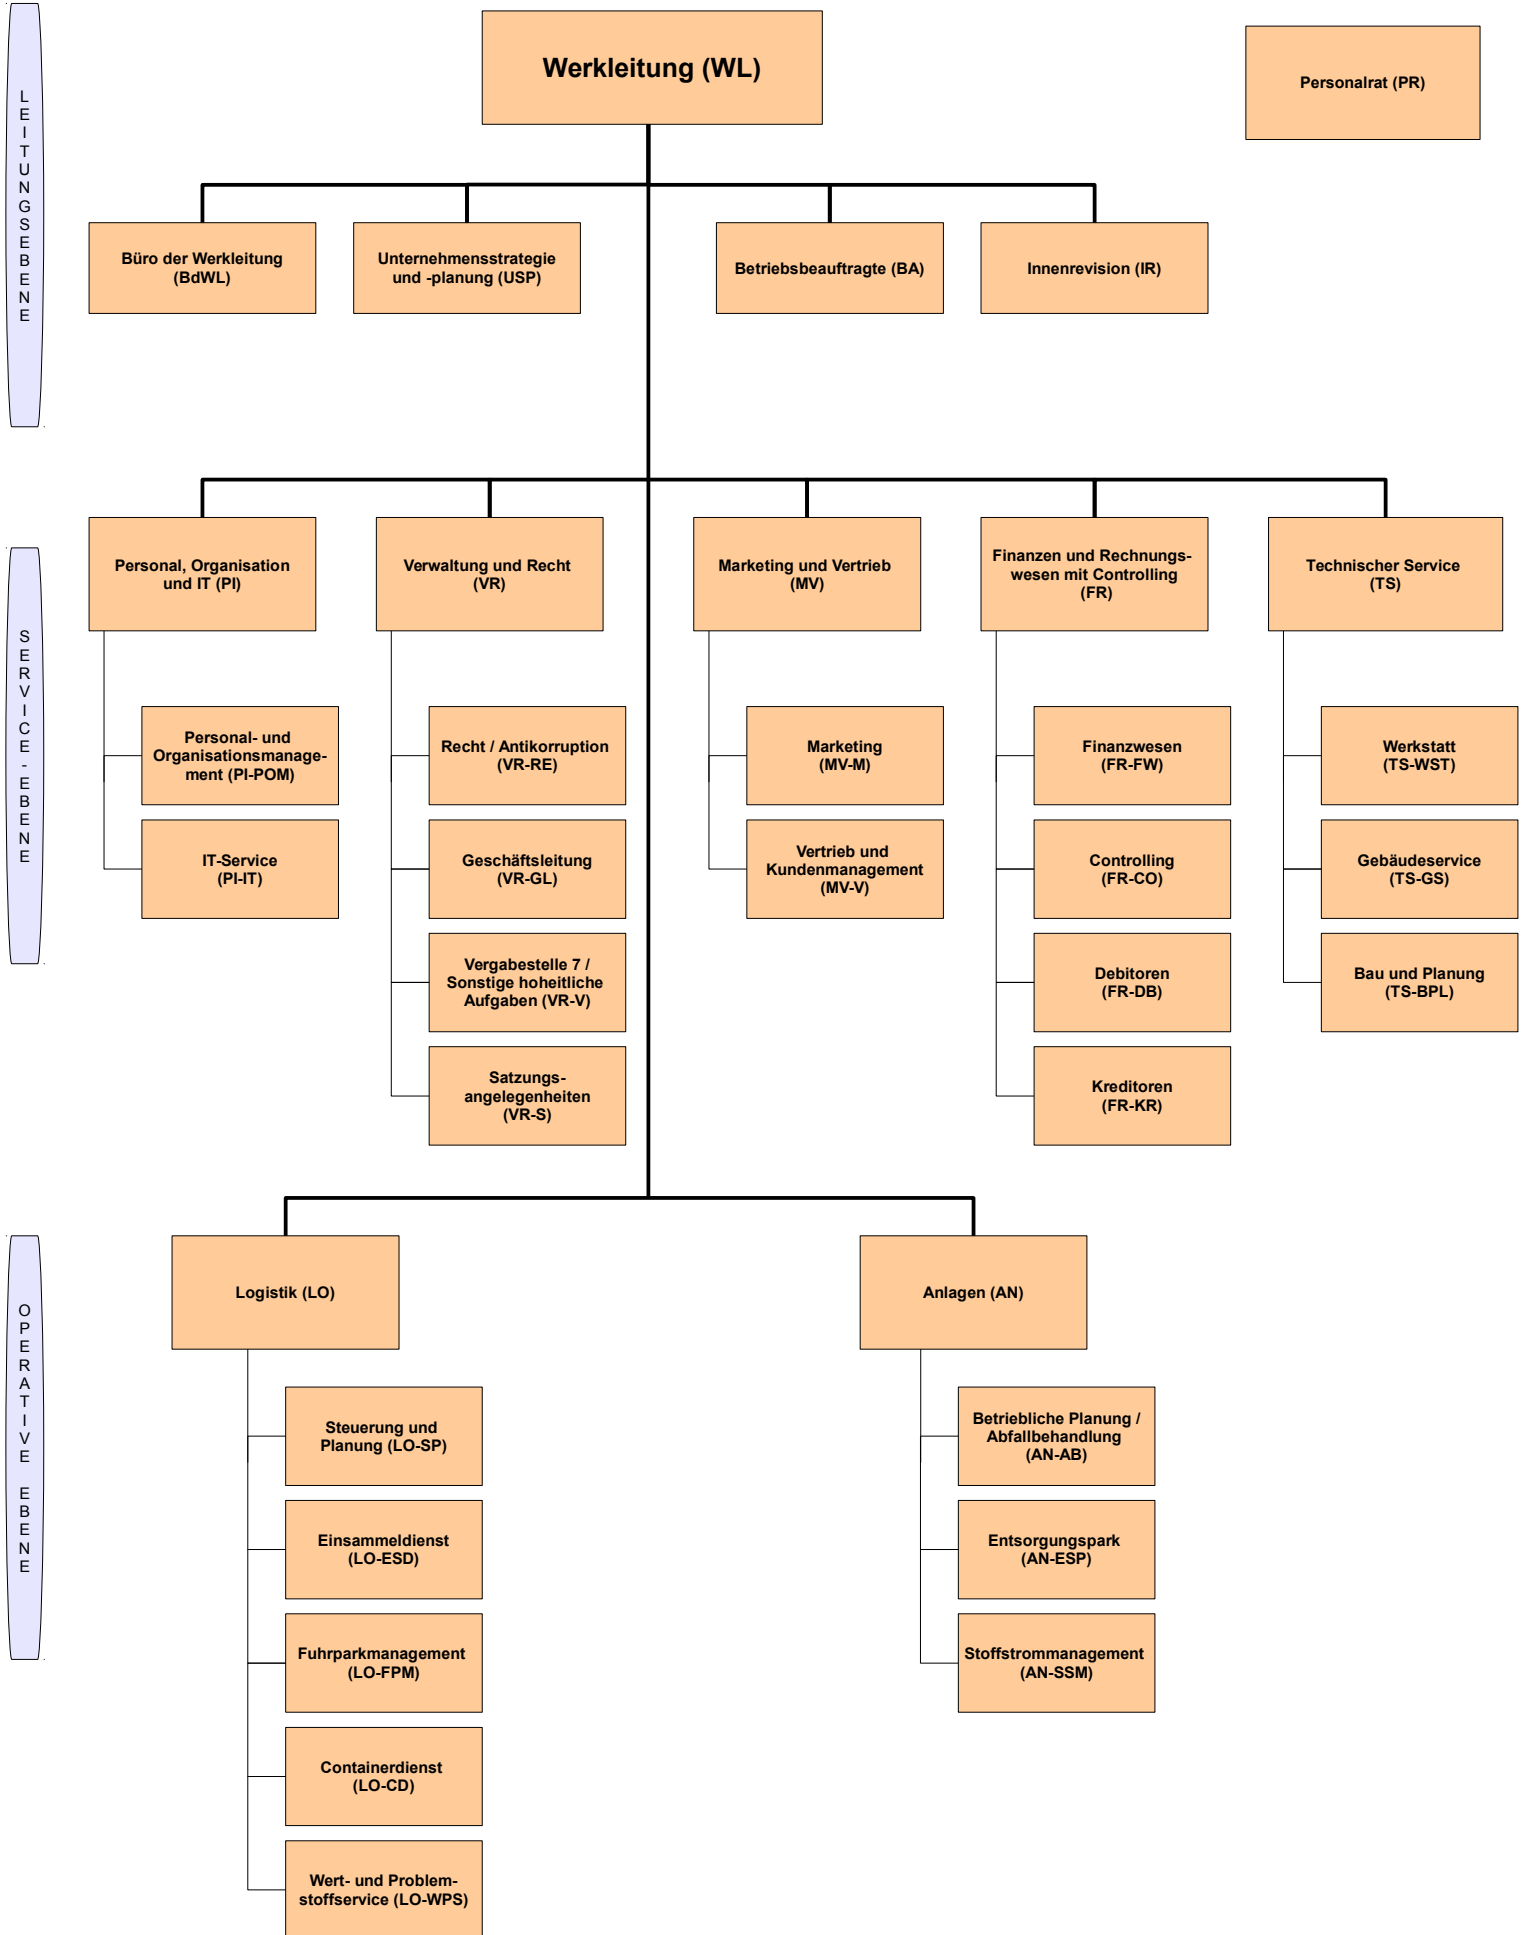 LEITUNGSEBENE
Werkleitung (WL)
Personalrat (PR)
Büro der Werkleitung
(BdWL)
Unternehmensstrategie
und -planung (USP)
Betriebsbeauftragte (BA)
Innenrevision (IR)
SERVICE-EBENE
Personal, Organisation
und IT (PI)
Verwaltung und Recht
(VR)
Marketing und Vertrieb
(MV)
Finanzen und Rechnungs-
wesen mit Controlling
(FR)
Technischer Service
(TS)
Personal- und
Organisationsmanage-
ment (PI-POM)
IT-Service
(PI-IT)
Recht / Antikorruption
(VR-RE)
Geschäftsleitung
(VR-GL)
Vergabestelle 7 /
Sonstige hoheitliche
Aufgaben (VR-V)
Satzungs-
angelegenheiten
(VR-S)
Marketing
(MV-M)
Vertrieb und
Kundenmanagement
(MV-V)
Finanzwesen
(FR-FW)
Controlling
(FR-CO)
Debitoren
(FR-DB)
Kreditoren
(FR-KR)
Werkstatt
(TS-WST)
Gebäudeservice
(TS-GS)
Bau und Planung
(TS-BPL)
OPERATIVE EBENE
Logistik (LO)
Steuerung und
Planung (LO-SP)
Einsammeldienst
(LO-ESD)
Fuhrparkmanagement
(LO-FPM)
Containerdienst
(LO-CD)
Wert- und Problem-
stoffservice (LO-WPS)
Anlagen (AN)
Betriebliche Planung /
Abfallbehandlung
(AN-AB)
Entsorgungspark
(AN-ESP)
Stoffstrommanagement
(AN-SSM)